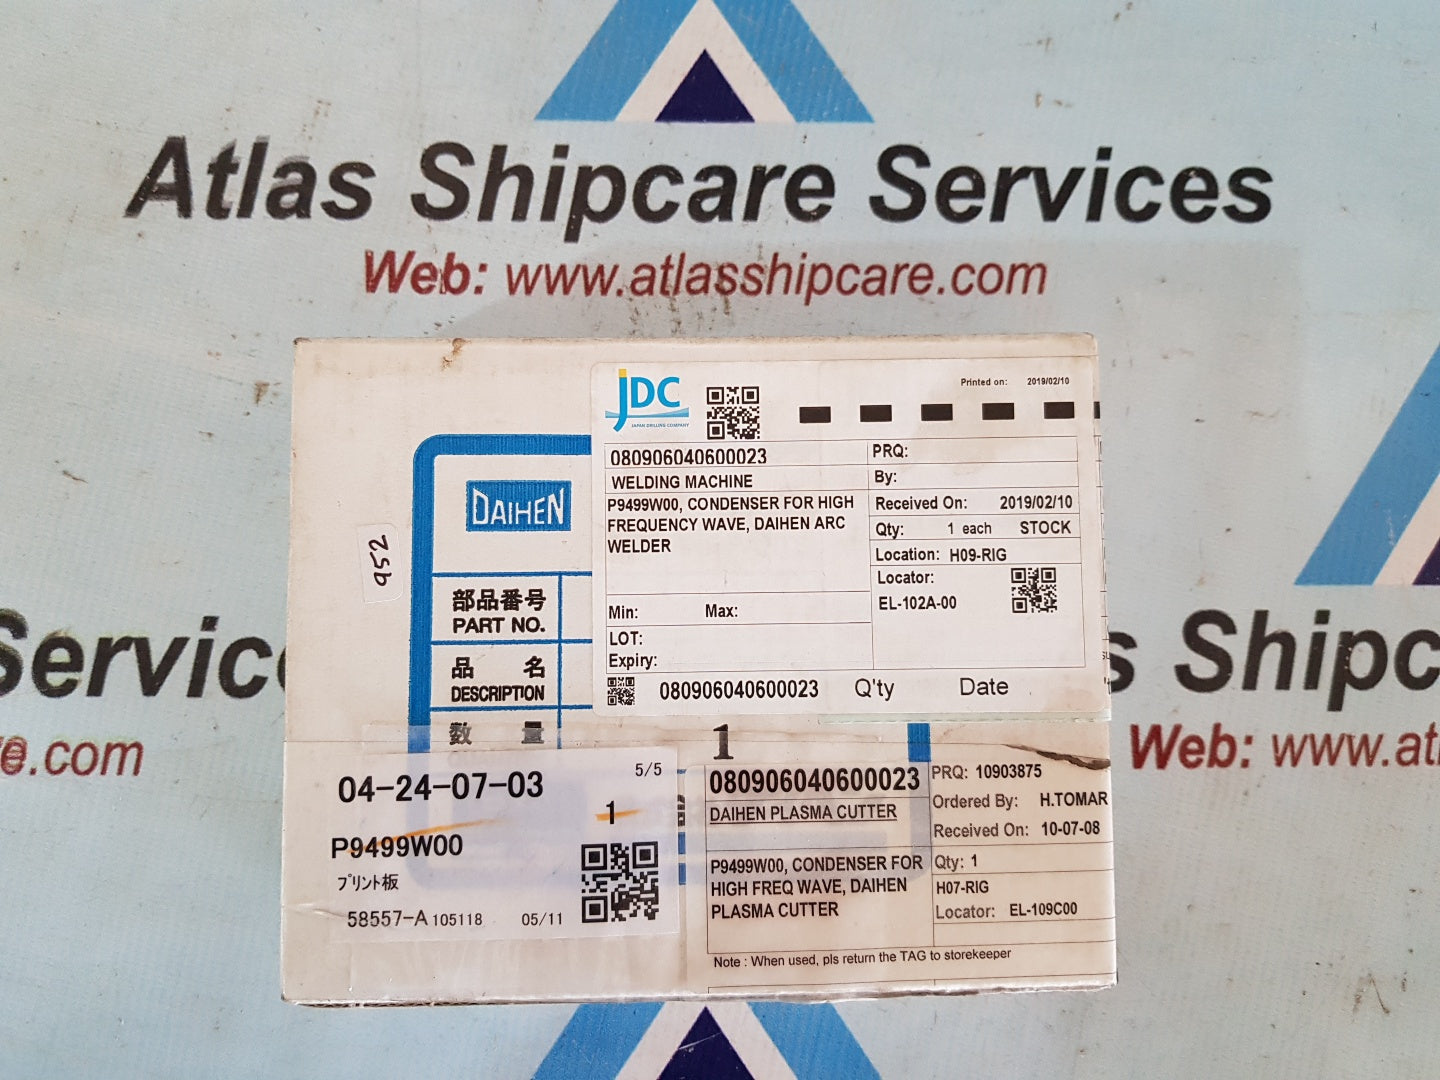 Atlas Shipcare Services
Web: www.atlasshipcare.com
JDC
JAPAN DRILLING COMPANY
Printed on: 2019/02/10
080906040600023
WELDING MACHINE
P9499W00, CONDENSER FOR HIGH
FREQUENCY WAVE, DAIHEN ARC
WELDER
PRQ:
By:
Received On: 2019/02/10
Qty: 1 each STOCK
Location: H09-RIG
Locator:
EL-102A-00
Min: Max:
LOT:
Expiry:
080906040600023 Q'ty Date
DAIHEN
952
部品番号
PART NO.
品 名
DESCRIPTION
数 量
1
04-24-07-03
5/5
1
P9499W00
プリント板
58557-A 105118 05/11
080906040600023
DAIHEN PLASMA CUTTER
P9499W00, CONDENSER FOR
HIGH FREQ WAVE, DAIHEN
PLASMA CUTTER
PRQ: 10903875
Ordered By: H.TOMAR
Received On: 10-07-08
Qty: 1
H07-RIG
Locator: EL-109C00
Note : When used, pls return the TAG to storekeeper
Servic
e.com
s Shipc
Web: www.atl